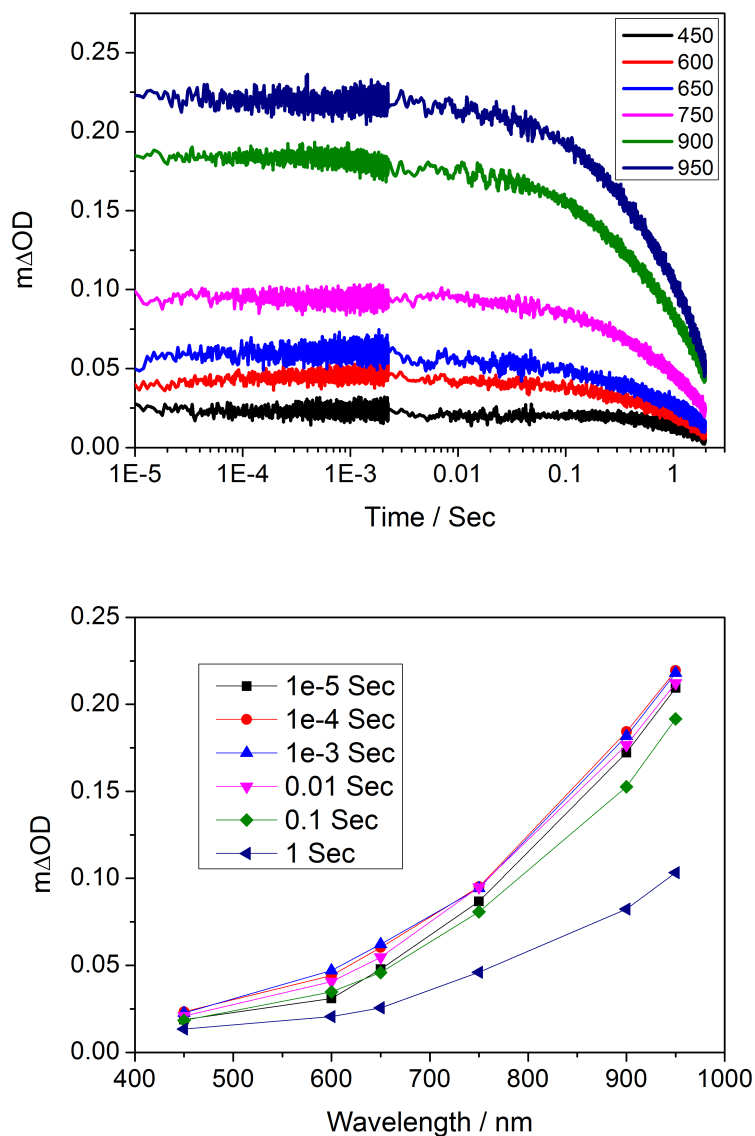 0.25
0.20
0.15
0.10
0.05
0.00
m∆OD
450
600
650
750
900
950
1E-5 1E-4 1E-3 0.01 0.1 1
Time / Sec
0.25
0.20
0.15
0.10
0.05
0.00
m∆OD
1e-5 Sec
1e-4 Sec
1e-3 Sec
0.01 Sec
0.1 Sec
1 Sec
400 500 600 700 800 900 1000
Wavelength / nm